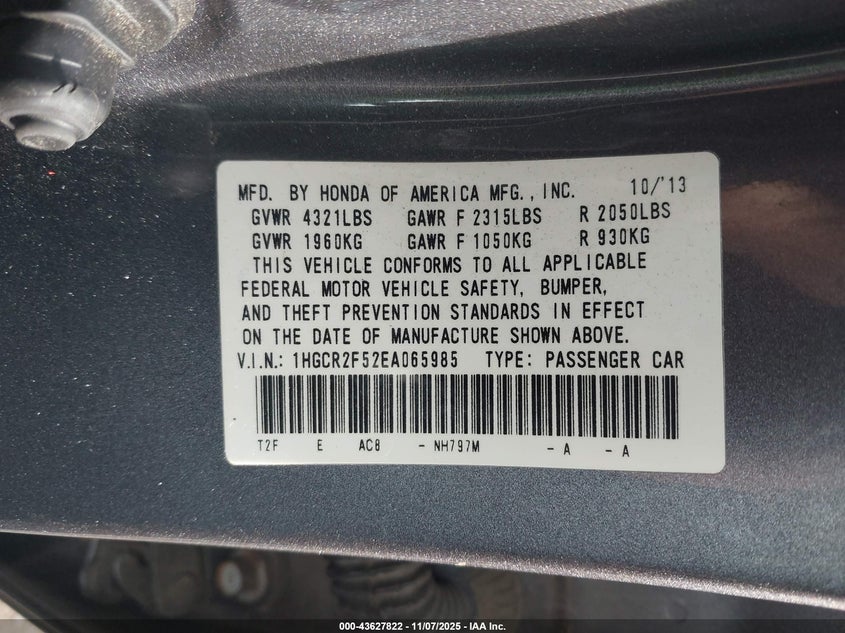 MFD. BY HONDA OF AMERICA MFG., INC. 10/'13
GVWR 4321LBS GAWR F 2315LBS R 2050LBS
GVWR 1960KG GAWR F 1050KG R 930KG
THIS VEHICLE CONFORMS TO ALL APPLICABLE
FEDERAL MOTOR VEHICLE SAFETY, BUMPER,
AND THEFT PREVENTION STANDARDS IN EFFECT
ON THE DATE OF MANUFACTURE SHOWN ABOVE.
V.I.N.: 1HGCR2F52EA065985 TYPE: PASSENGER CAR
T2F E AC8 - NH797M - A - A
000-43627822 - 11/07/2025 - IAA Inc.